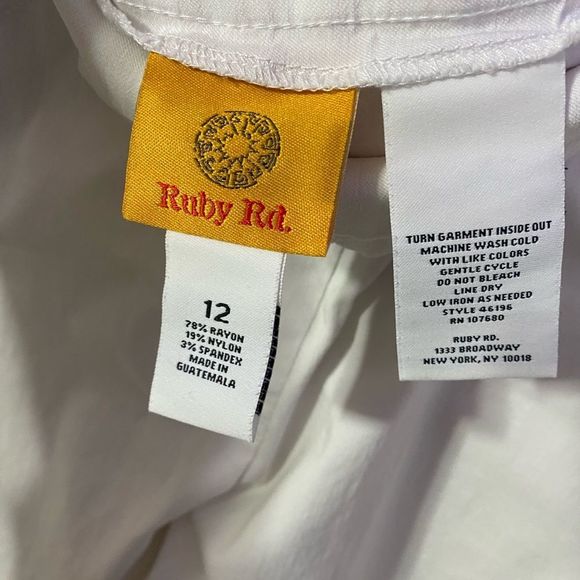 Ruby Rd.
12
78% RAYON
19% NYLON
3% SPANDEX
MADE IN
GUATEMALA
TURN GARMENT INSIDE OUT
MACHINE WASH COLD
WITH LIKE COLORS
GENTLE CYCLE
DO NOT BLEACH
LINE DRY
LOW IRON AS NEEDED
STYLE 46196
RN 107680
RUBY RD.
1333 BROADWAY
NEW YORK, NY 10018